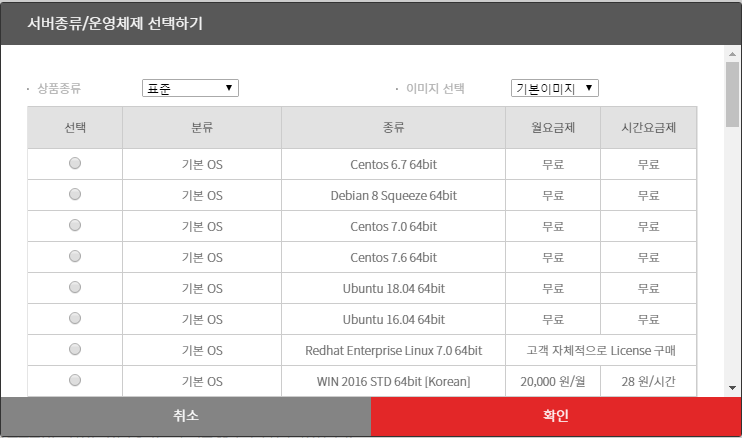 서버종류/운영체제 선택하기
· 상품종류 표준 · 이미지 선택 기본이미지
선택 분류 종류 월요금제 시간요금제
기본 OS Centos 6.7 64bit 무료 무료
기본 OS Debian 8 Squeeze 64bit 무료 무료
기본 OS Centos 7.0 64bit 무료 무료
기본 OS Centos 7.6 64bit 무료 무료
기본 OS Ubuntu 18.04 64bit 무료 무료
기본 OS Ubuntu 16.04 64bit 무료 무료
기본 OS Redhat Enterprise Linux 7.0 64bit 고객 자체적으로 License 구매
기본 OS WIN 2016 STD 64bit [Korean] 20,000 원/월 28 원/시간
취소 확인